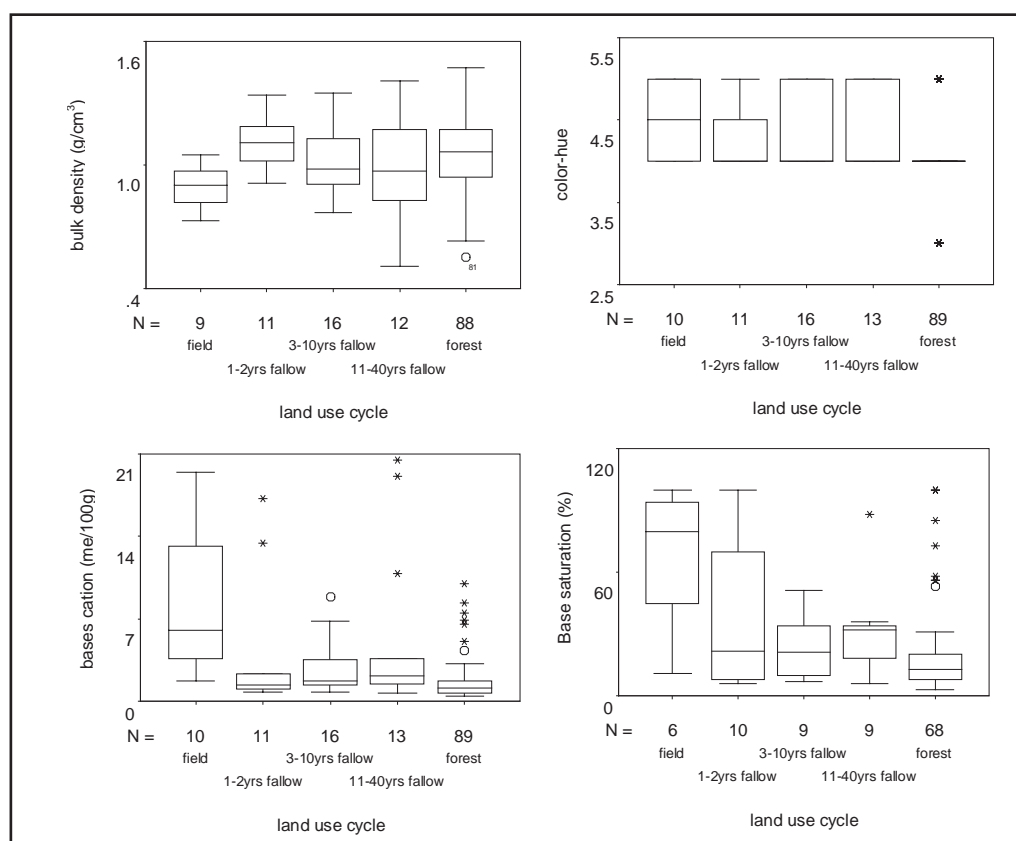 1.6
1.0
.4
bulk density (g/cm³)
81
N = 9 11 16 12 88
field 3-10yrs fallow forest
1-2yrs fallow 11-40yrs fallow
land use cycle
5.5
4.5
3.5
2.5
color-hue
N = 10 11 16 13 89
field 3-10yrs fallow forest
1-2yrs fallow 11-40yrs fallow
land use cycle
21
14
7
0
bases cation (me/100g)
N = 10 11 16 13 89
field 3-10yrs fallow forest
1-2yrs fallow 11-40yrs fallow
land use cycle
120
60
0
Base saturation (%)
N = 6 10 9 9 68
field 3-10yrs fallow forest
1-2yrs fallow 11-40yrs fallow
land use cycle